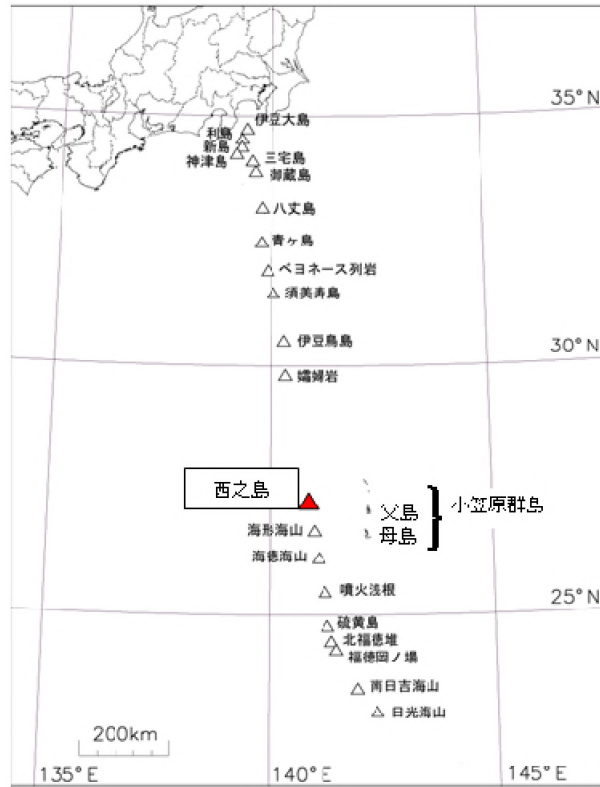 35°N
伊豆大島
利島
新島
神津島
三宅島
御蔵島
八丈島
青ヶ島
ベヨネース列岩
須美寿島
伊豆鳥島
30°N
孀婦岩
西之島
父島
母島
小笠原群島
海形海山
海徳海山
噴火浅根
25°N
硫黄島
北福徳堆
福徳岡ノ場
南日吉海山
日光海山
200km
135°E
140°E
145°E